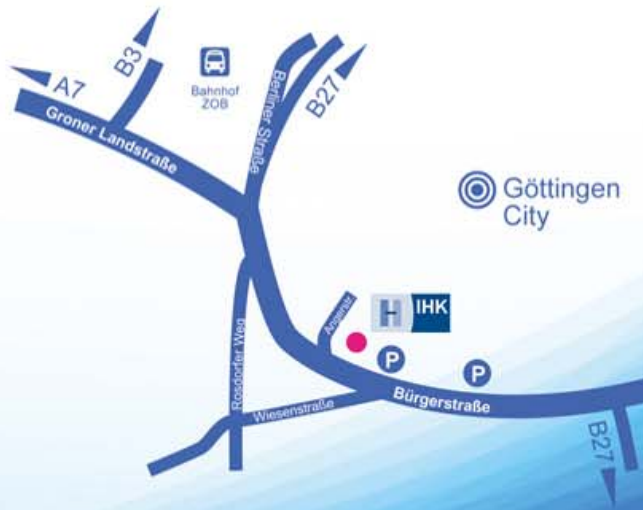 A7
B3
Bahnhof
ZOB
Berliner Straße
B27
Groner Landstraße
Göttingen
City
Angerstr.
H
IHK
P
P
Rosdorfer Weg
Wiesenstraße
Bürgerstraße
B27